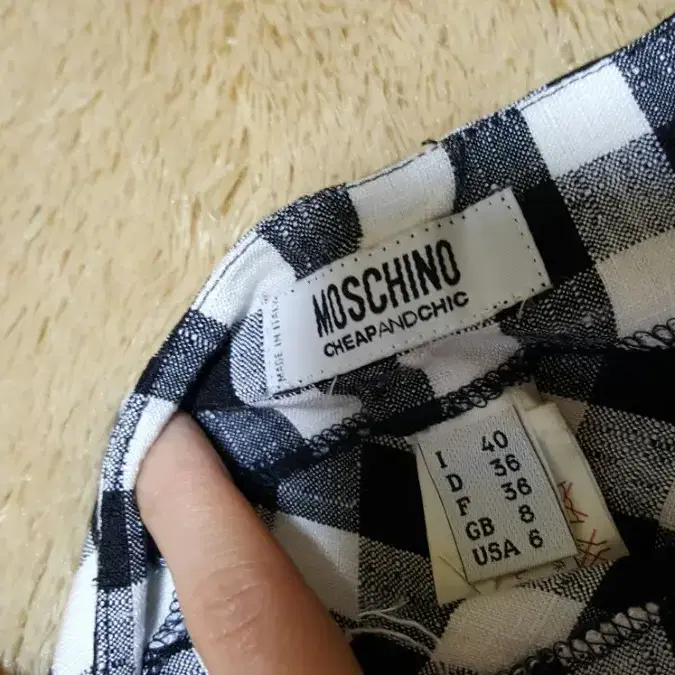 MOSCHINO
CHEAPANDCHIC
MADE IN ITALY
I 40
D 36
F 36
GB 8
USA 6